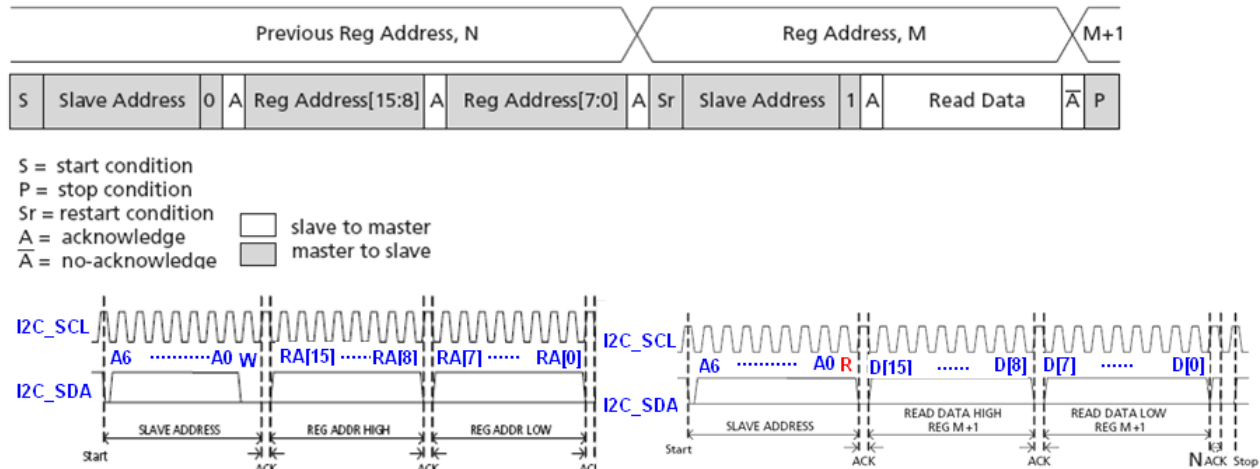 Previous Reg Address, N Reg Address, M M+1
S Slave Address 0 A Reg Address[15:8] A Reg Address[7:0] A Sr Slave Address 1 A Read Data A̅ P
S = start condition
P = stop condition
Sr = restart condition
A = acknowledge
A̅ = no-acknowledge
slave to master
master to slave
I2C_SCL
A6 ........... A0 W RA[15] ...... RA[8] RA[7] ...... RA[0]
I2C_SDA
SLAVE ADDRESS REG ADDR HIGH REG ADDR LOW
Start ACK ACK
I2C_SCL
A6 ........... A0 R D[15] ...... D[8] D[7] ...... D[0]
I2C_SDA
SLAVE ADDRESS READ DATA HIGH REG M+1 READ DATA LOW REG M+1
Start ACK ACK N ACK Stop